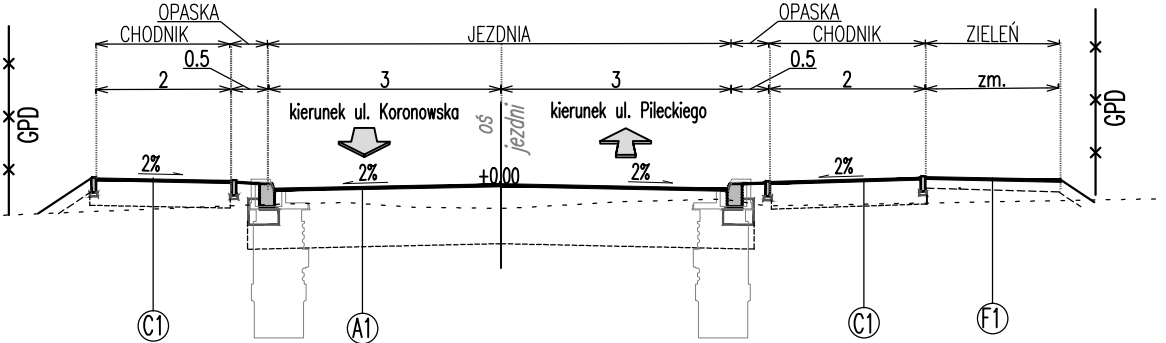 OPASKA OPASKA
CHODNIK JEZDNIA CHODNIK ZIELEŃ
0.5 0.5
2 3 3 2 zm.
GPD GPD
kierunek ul. Koronowska kierunek ul. Pileckiego
oś
jezdni
2% 2% +0.00 2% 2%
C1 A1 C1 F1